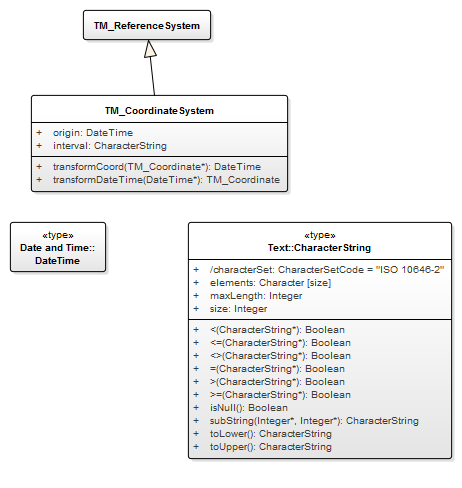 TM_ReferenceSystem
TM_CoordinateSystem
+ origin: DateTime
+ interval: CharacterString
+ transformCoord(TM_Coordinate*): DateTime
+ transformDateTime(DateTime*): TM_Coordinate
«type»
Date and Time::
DateTime
«type»
Text::CharacterString
+ /characterSet: CharacterSetCode = "ISO 10646-2"
+ elements: Character [size]
+ maxLength: Integer
+ size: Integer
+ <(CharacterString*): Boolean
+ <=(CharacterString*): Boolean
+ <>(CharacterString*): Boolean
+ =(CharacterString*): Boolean
+ >(CharacterString*): Boolean
+ >=(CharacterString*): Boolean
+ isNull(): Boolean
+ subString(Integer*, Integer*): CharacterString
+ toLower(): CharacterString
+ toUpper(): CharacterString